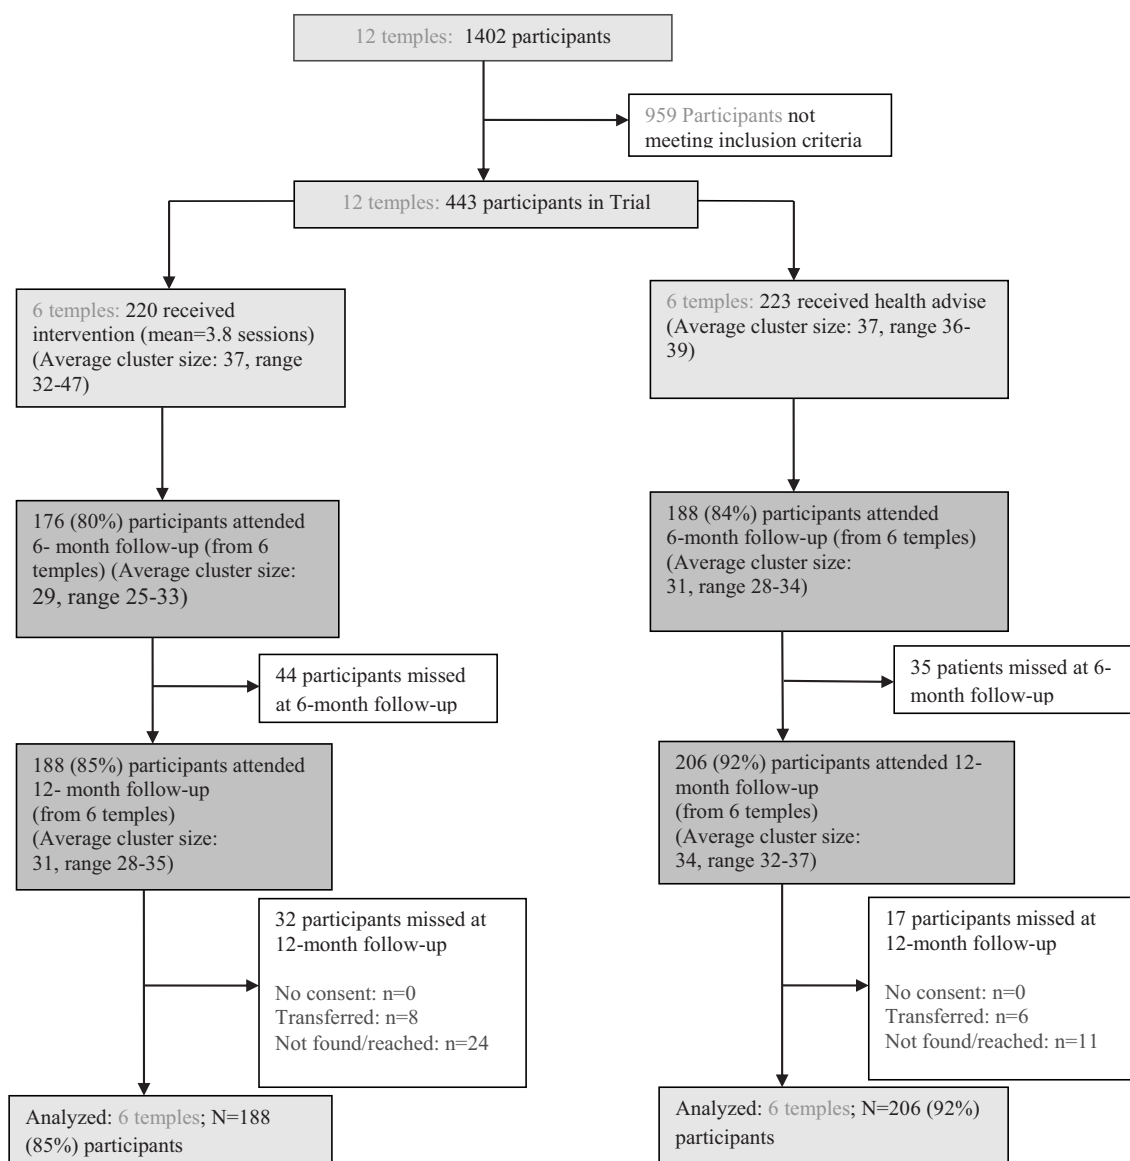 12 temples: 1402 participants
959 Participants not
meeting inclusion criteria
12 temples: 443 participants in Trial
6 temples: 220 received
intervention (mean=3.8 sessions)
(Average cluster size: 37, range
32-47)
6 temples: 223 received health advise
(Average cluster size: 37, range 36-
39)
176 (80%) participants attended
6- month follow-up (from 6
temples) (Average cluster size:
29, range 25-33)
188 (84%) participants attended
6-month follow-up (from 6 temples)
(Average cluster size:
31, range 28-34)
44 participants missed
at 6-month follow-up
35 patients missed at 6-
month follow-up
188 (85%) participants attended
12- month follow-up
(from 6 temples)
(Average cluster size:
31, range 28-35)
206 (92%) participants attended 12-
month follow-up
(from 6 temples)
(Average cluster size:
34, range 32-37)
32 participants missed at
12-month follow-up
No consent: n=0
Transferred: n=8
Not found/reached: n=24
17 participants missed at
12-month follow-up
No consent: n=0
Transferred: n=6
Not found/reached: n=11
Analyzed: 6 temples; N=188
(85%) participants
Analyzed: 6 temples; N=206 (92%)
participants